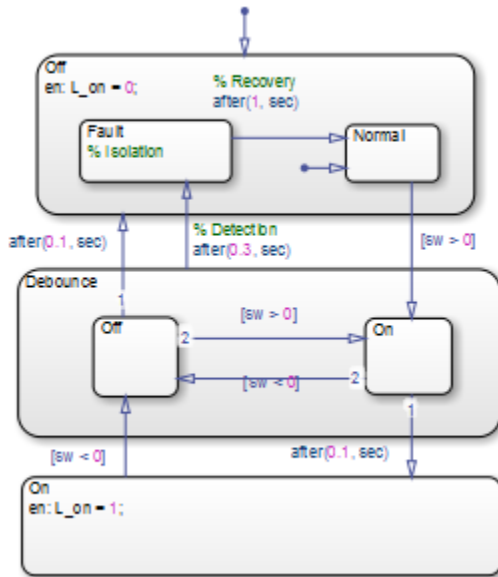 Off
en: L_on = 0;
% Recovery
after(1, sec)
Fault
% Isolation
Normal
after(0.1, sec)
% Detection
after(0.3, sec)
[sw > 0]
Debounce
1
Off
2
[sw > 0]
On
[sw < 0]
2
1
[sw < 0]
after(0.1, sec)
On
en: L_on = 1;